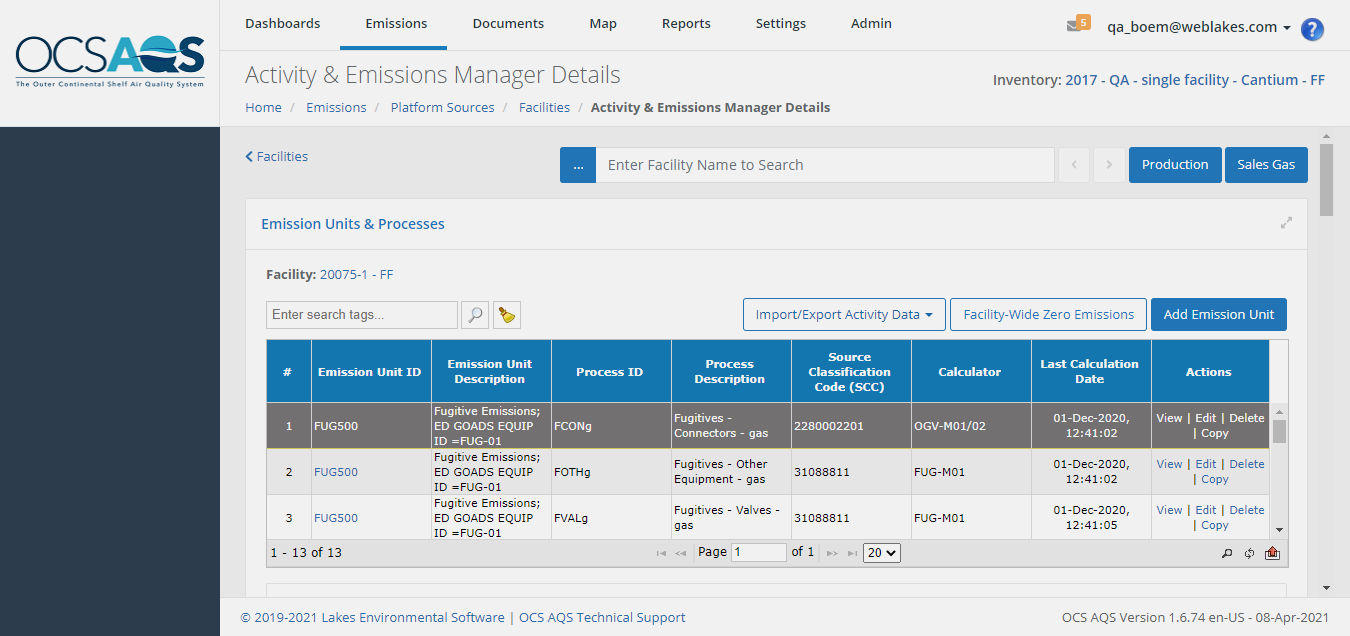 OCSAQS
The Outer Continental Shelf Air Quality System
Dashboards Emissions Documents Map Reports Settings Admin
5 qa_boem@weblakes.com ?
Activity & Emissions Manager Details
Inventory: 2017 - QA - single facility - Cantium - FF
Home / Emissions / Platform Sources / Facilities / Activity & Emissions Manager Details
Facilities
... Enter Facility Name to Search Production Sales Gas
Emission Units & Processes
Facility: 20075-1 - FF
Enter search tags... Import/Export Activity Data Facility-Wide Zero Emissions Add Emission Unit
# Emission Unit ID Emission Unit Description Process ID Process Description Source Classification Code (SCC) Calculator Last Calculation Date Actions
1 FUG500 Fugitive Emissions; ED GOADS EQUIP ID =FUG-01 FCONg Fugitives - Connectors - gas 2280002201 OGV-M01/02 01-Dec-2020, 12:41:02 View | Edit | Delete | Copy
2 FUG500 Fugitive Emissions; ED GOADS EQUIP ID =FUG-01 FOTHg Fugitives - Other Equipment - gas 31088811 FUG-M01 01-Dec-2020, 12:41:02 View | Edit | Delete | Copy
3 FUG500 Fugitive Emissions; ED GOADS EQUIP ID =FUG-01 FVALg Fugitives - Valves - gas 31088811 FUG-M01 01-Dec-2020, 12:41:05 View | Edit | Delete | Copy
1 - 13 of 13 Page 1 of 1 20
© 2019-2021 Lakes Environmental Software | OCS AQS Technical Support
OCS AQS Version 1.6.74 en-US - 08-Apr-2021